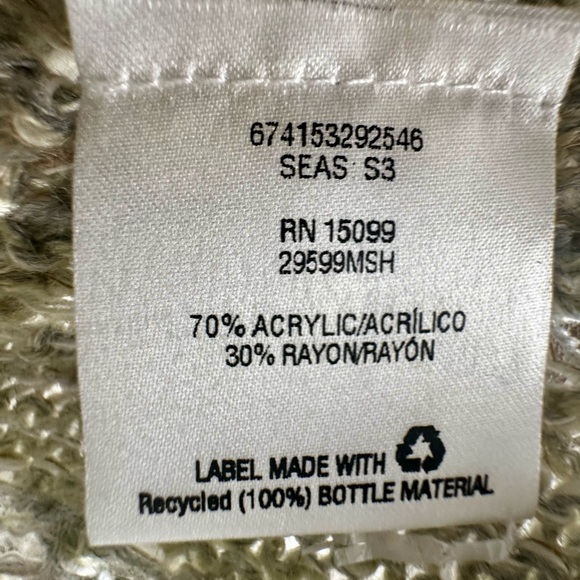 674153292546
SEAS S3
RN 15099
29599MSH
70% ACRYLIC/ACRÍLICO
30% RAYON/RAYÓN
LABEL MADE WITH
Recycled (100%) BOTTLE MATERIAL